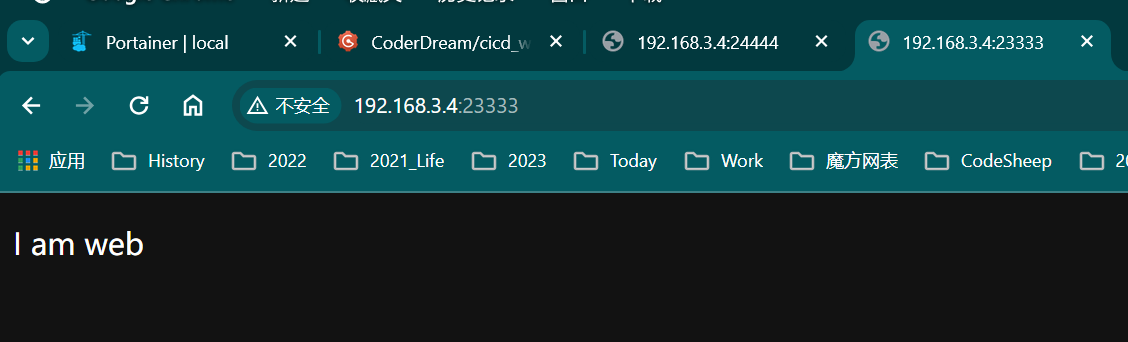 Portainer | local
CoderDream/cicd_w
192.168.3.4:24444
192.168.3.4:23333
不安全 192.168.3.4:23333
应用 History 2022 2021_Life 2023 Today Work 魔方网表 CodeSheep
I am web